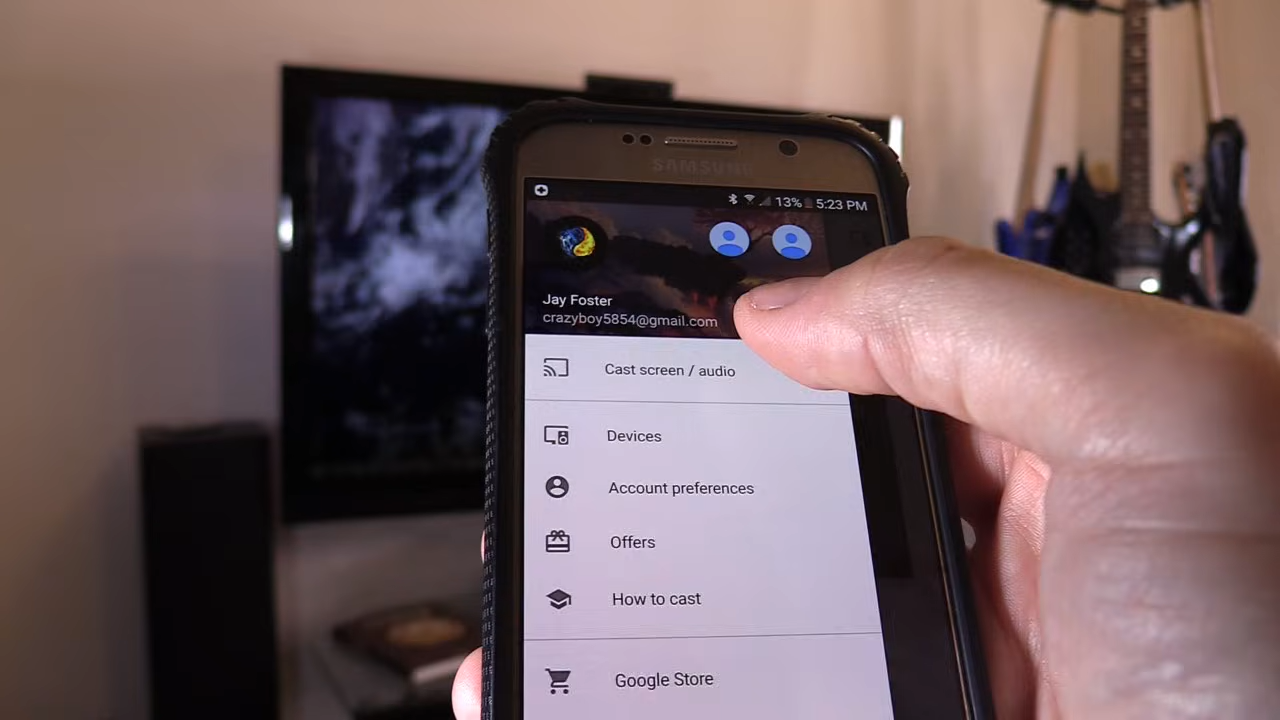 SAMSUNG
13% 5:23 PM
Jay Foster
crazyboy5854@gmail.com
Cast screen / audio
Devices
Account preferences
Offers
How to cast
Google Store